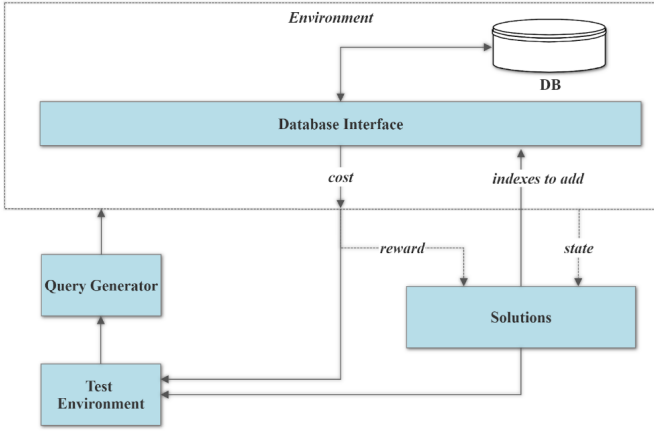 Environment
DB
Database Interface
cost
indexes to add
reward
state
Query Generator
Solutions
Test
Environment